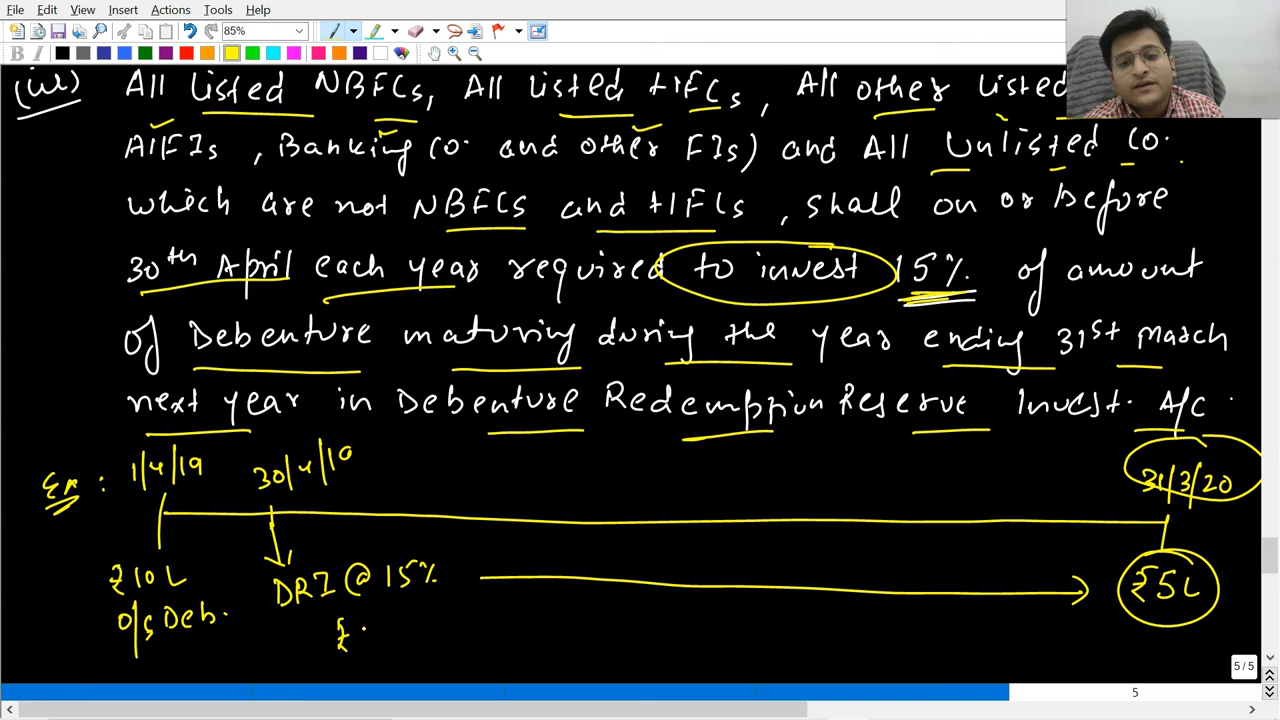 File Edit View Insert Actions Tools Help
85%
B I
(iii) All listed NBFCs, All listed HFCs, All other listed
AIFIs, Banking Co. and other FIs) and All Unlisted Co.
which are not NBFCs and HFCs, shall on or Before
30th April each year required to invest 15% of amount
of Debenture maturing during the year ending 31st March
next year in Debenture Redemption Reserve Invest. A/C.
Ex: 1/4/19 30/4/19 31/3/20
₹10 L DRI @ 15% ₹5L
O/s Deb. ₹
5/5
5